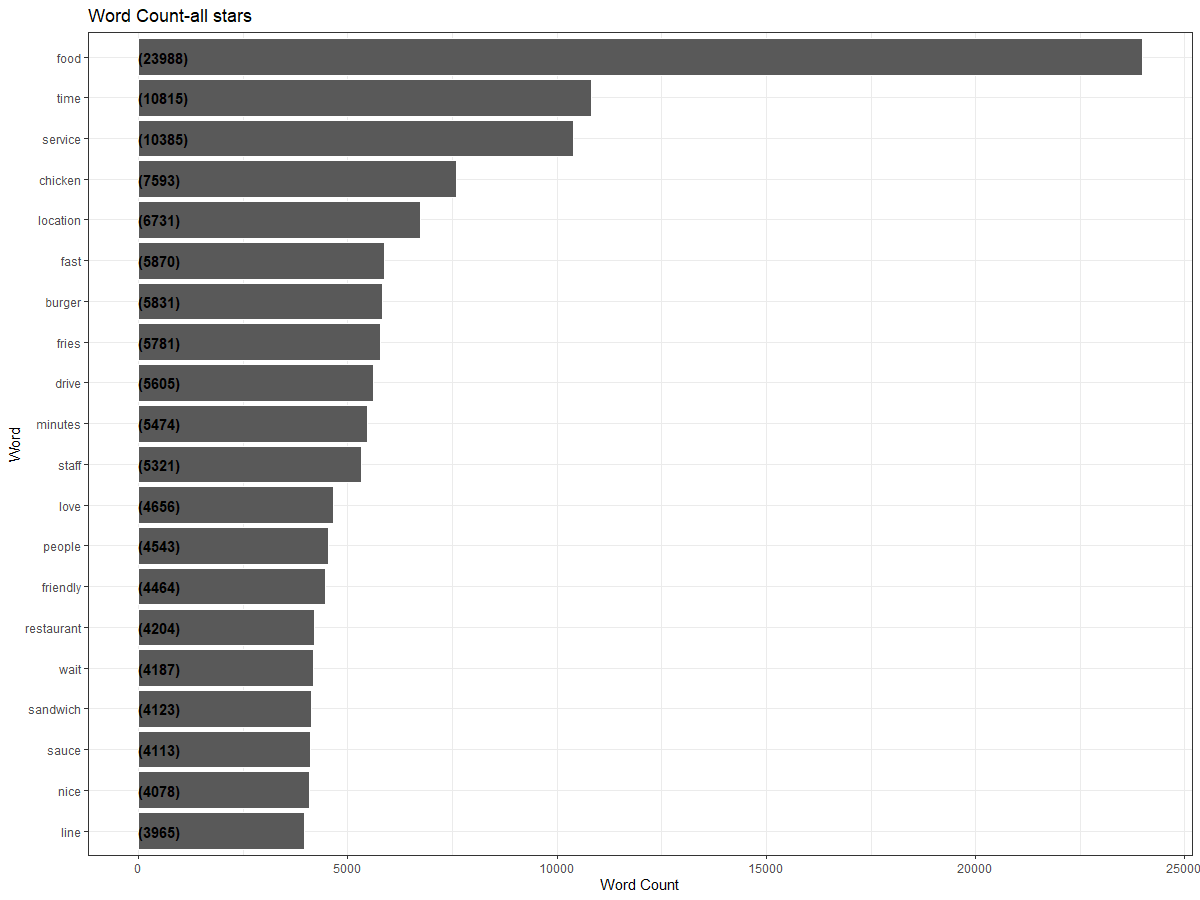 Word Count-all stars
food (23988)
time (10815)
service (10385)
chicken (7593)
location (6731)
fast (5870)
burger (5831)
fries (5781)
drive (5605)
minutes (5474)
staff (5321)
love (4656)
people (4543)
friendly (4464)
restaurant (4204)
wait (4187)
sandwich (4123)
sauce (4113)
nice (4078)
line (3965)
Word
0 5000 10000 15000 20000 25000
Word Count